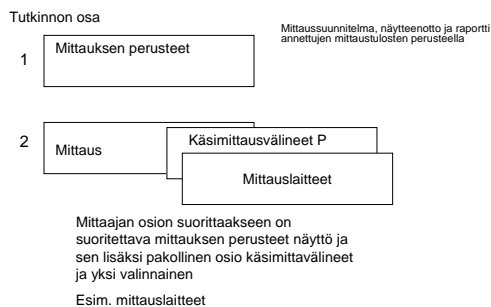 Tutkinnon osa
Mittaussuunnitelma, näytteenotto ja raportti
annettujen mittaustulosten perusteella
1
Mittauksen perusteet
2
Mittaus
Käsimittausvälineet P
Mittauslaitteet
Mittaajan osion suorittaakseen on
suoritettava mittauksen perusteet näyttö ja
sen lisäksi pakollinen osio käsimittavälineet
ja yksi valinnainen
Esim. mittauslaitteet